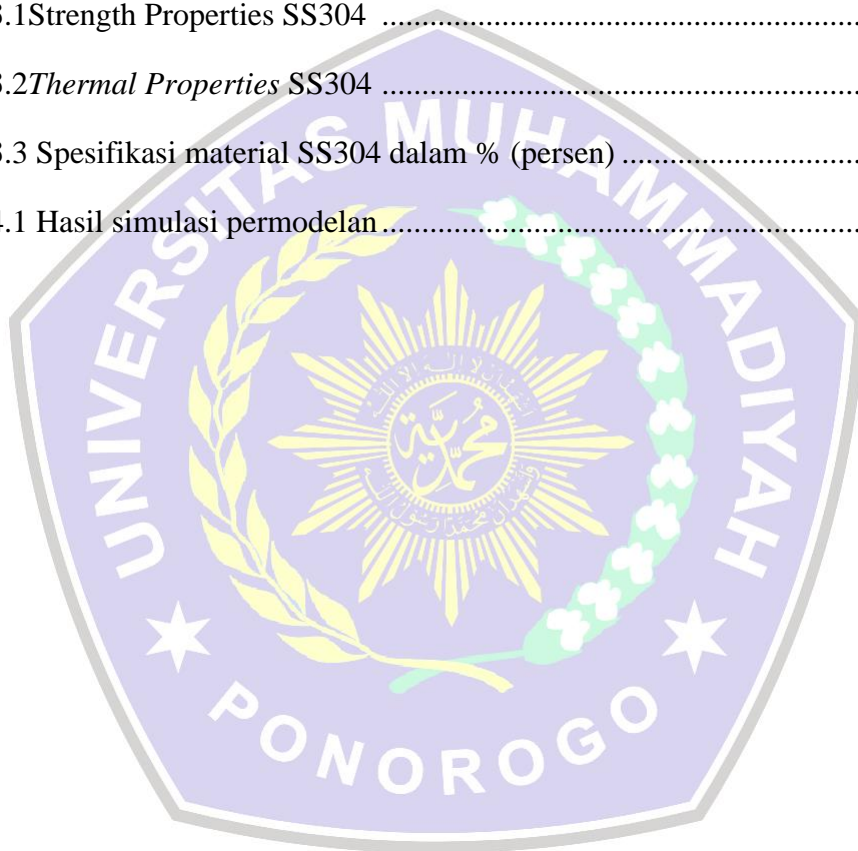 3.1Strength Properties SS304 ............................................................
3.2Thermal Properties SS304 ............................................................
3.3 Spesifikasi material SS304 dalam % (persen) ..................................
4.1 Hasil simulasi permodelan ............................................................
UNIVERSITAS MUHAMMADIYAH
محمدية
PONOROGO